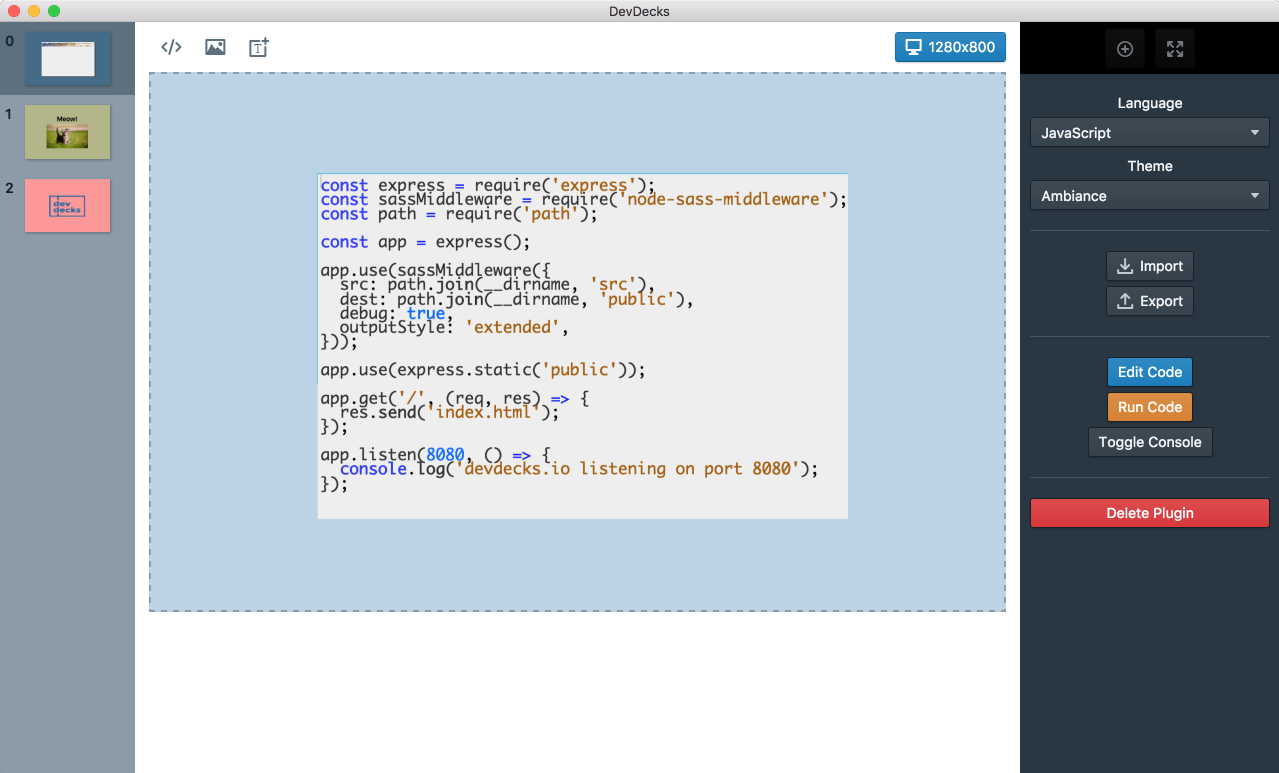 DevDecks
0
1
Meow!
2
dev
decks
</>
T
1280x800
const express = require('express');
const sassMiddleware = require('node-sass-middleware');
const path = require('path');
const app = express();
app.use(sassMiddleware({
  src: path.join(__dirname, 'src'),
  dest: path.join(__dirname, 'public'),
  debug: true,
  outputStyle: 'extended',
}));
app.use(express.static('public'));
app.get('/', (req, res) => {
  res.send('index.html');
});
app.listen(8080, () => {
  console.log('devdecks.io listening on port 8080');
});
Language
JavaScript
Theme
Ambiance
Import
Export
Edit Code
Run Code
Toggle Console
Delete Plugin